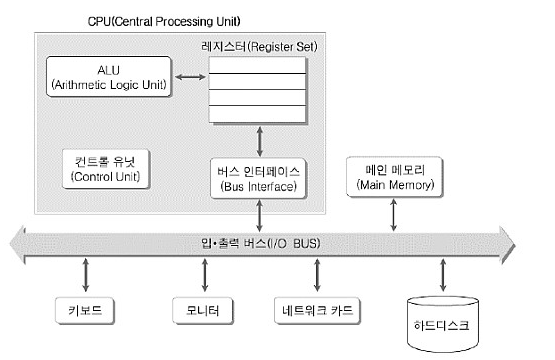 CPU(Central Processing Unit)
레지스터(Register Set)
ALU
(Arithmetic Logic Unit)
컨트롤 유닛
(Control Unit)
버스 인터페이스
(Bus Interface)
메인 메모리
(Main Memory)
입•출력 버스(I/O BUS)
키보드
모니터
네트워크 카드
하드디스크